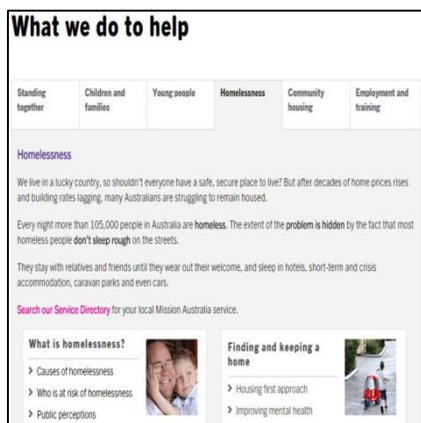 What we do to help
Standing together
Children and families
Young people
Homelessness
Community housing
Employment and training
Homelessness
We live in a lucky country, so shouldn't everyone have a safe, secure place to live? But after decades of home prices rises
and building rates lagging, many Australians are struggling to remain housed.
Every night more than 105,000 people in Australia are homeless. The extent of the problem is hidden by the fact that most
homeless people don't sleep rough on the streets.
They stay with relatives and friends until they wear out their welcome, and sleep in hotels, short-term and crisis
accommodation, caravan parks and even cars.
Search our Service Directory for your local Mission Australia service.
What is homelessness?
> Causes of homelessness
> Who is at risk of homelessness
> Public perceptions
Finding and keeping a
home
> Housing first approach
> Improving mental health